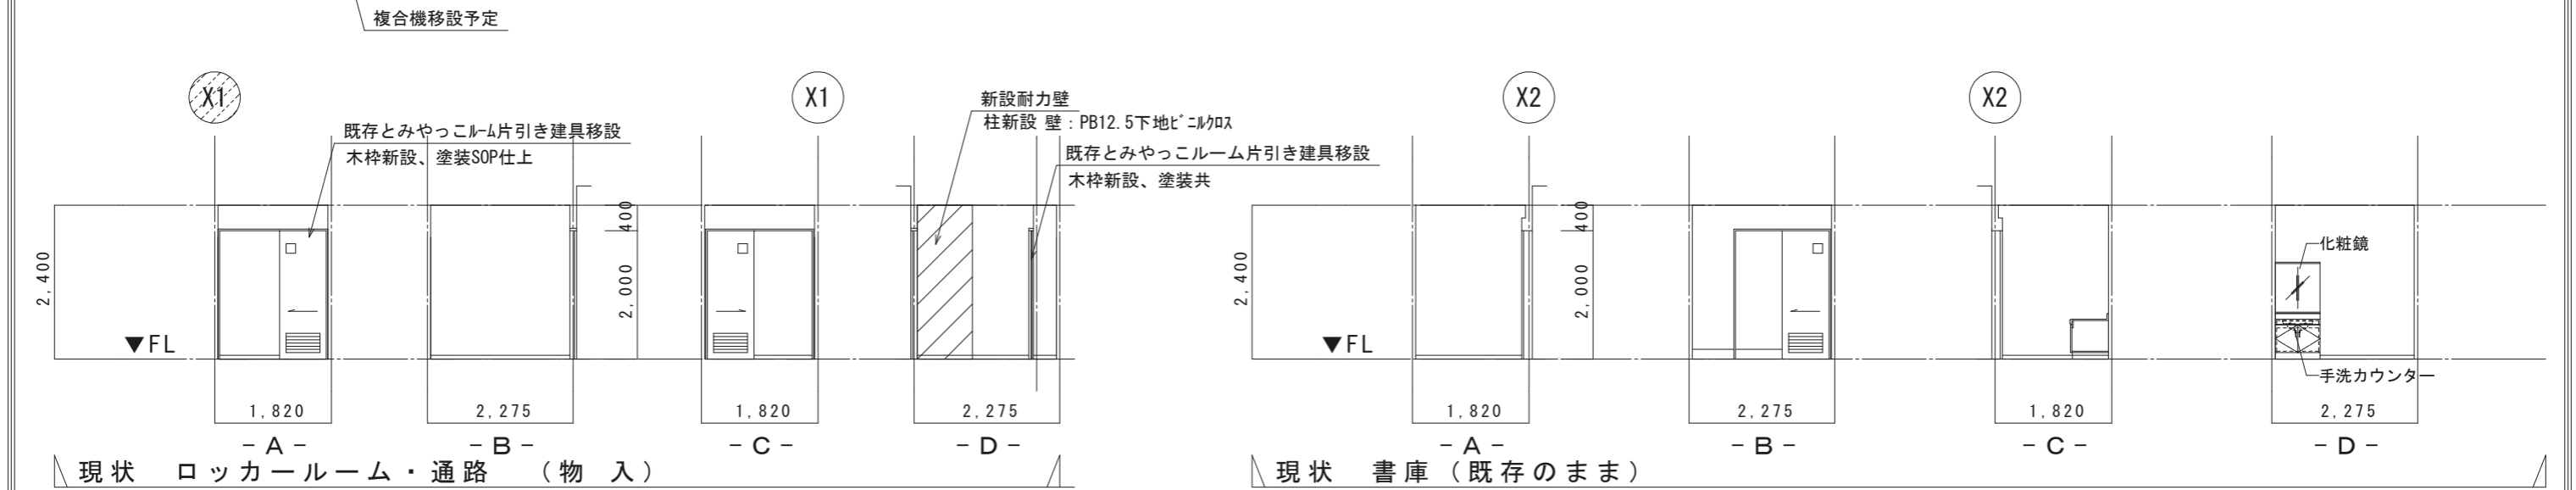 複合機移設予定
X1
X1
X2
X2
新設耐力壁
柱新設 壁：PB12.5下地ﾋﾞﾆﾙｸﾛｽ
既存とみやっこﾙｰﾑ片引き建具移設
木枠新設、塗装SOP仕上
既存とみやっこルーム片引き建具移設
木枠新設、塗装共
2,400
▼FL
400
2,000
2,400
▼FL
400
2,000
化粧鏡
手洗カウンター
1,820
2,275
1,820
2,275
1,820
2,275
1,820
2,275
-A-
-B-
-C-
-D-
-A-
-B-
-C-
-D-
現状 ロッカールーム・通路 （物 入）
現状 書庫（既存のまま）